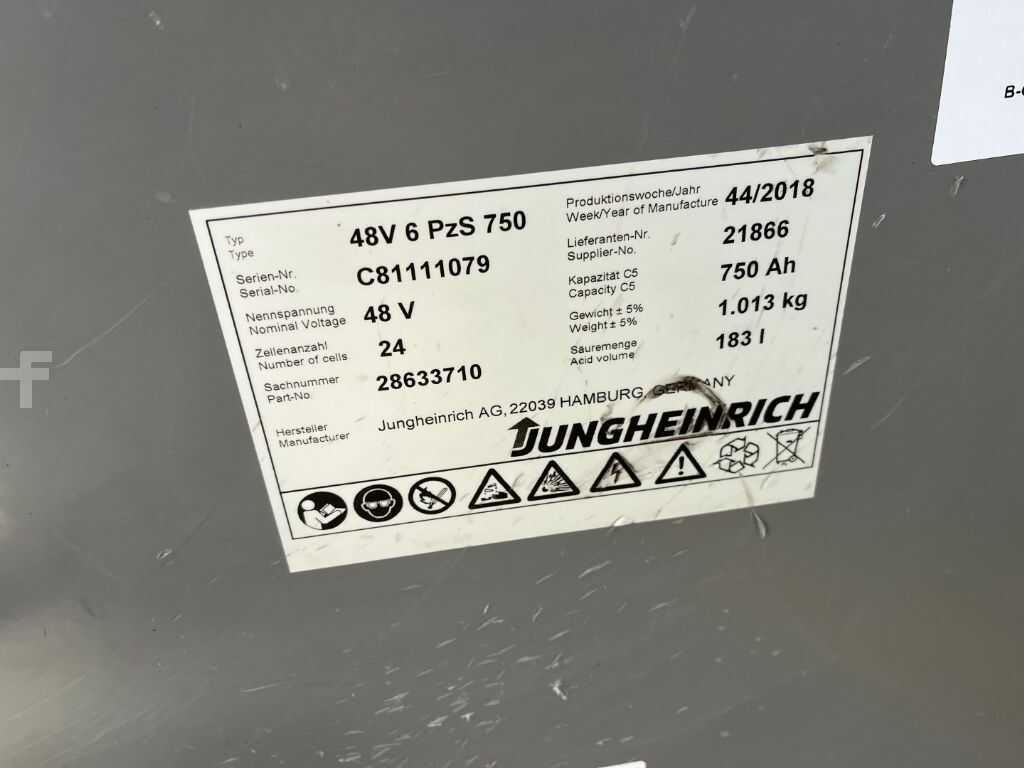 Typ
Type
48V 6 PzS 750
Serien-Nr.
Serial-No.
C81111079
Nennspannung
Nominal Voltage
48 V
Zellenanzahl
Number of cells
24
Sachnummer
Part-No
28633710
Hersteller
Manufacturer
Jungheinrich AG, 22039 HAMBURG, GERMANY
Produktionswoche/Jahr
Week/Year of Manufacture
44/2018
Lieferanten-Nr.
Supplier-No.
21866
Kapazität C5
Capacity C5
750 Ah
Gewicht ± 5%
Weight ± 5%
1.013 kg
Sauremenge
Acid volume
183 l
JUNGHEINRICH
f